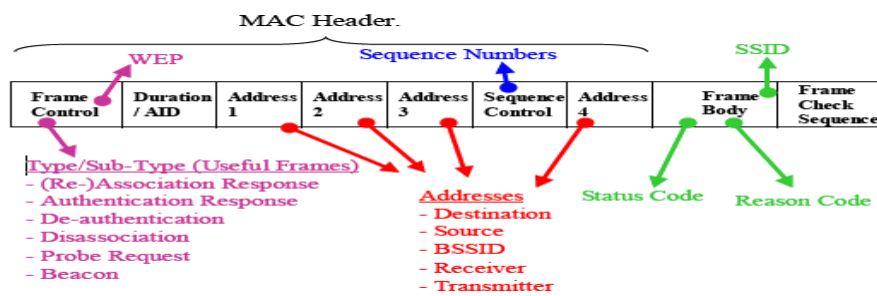 MAC Header.
WEP
Sequence Numbers
SSID
Frame Control
Duration / AID
Address 1
Address 2
Address 3
Sequence Control
Address 4
Frame Body
Frame Check Sequence
Type/Sub-Type (Useful Frames)
- (Re-)Association Response
- Authentication Response
- De-authentication
- Disassociation
- Probe Request
- Beacon
Addresses
- Destination
- Source
- BSSID
- Receiver
- Transmitter
Status Code
Reason Code